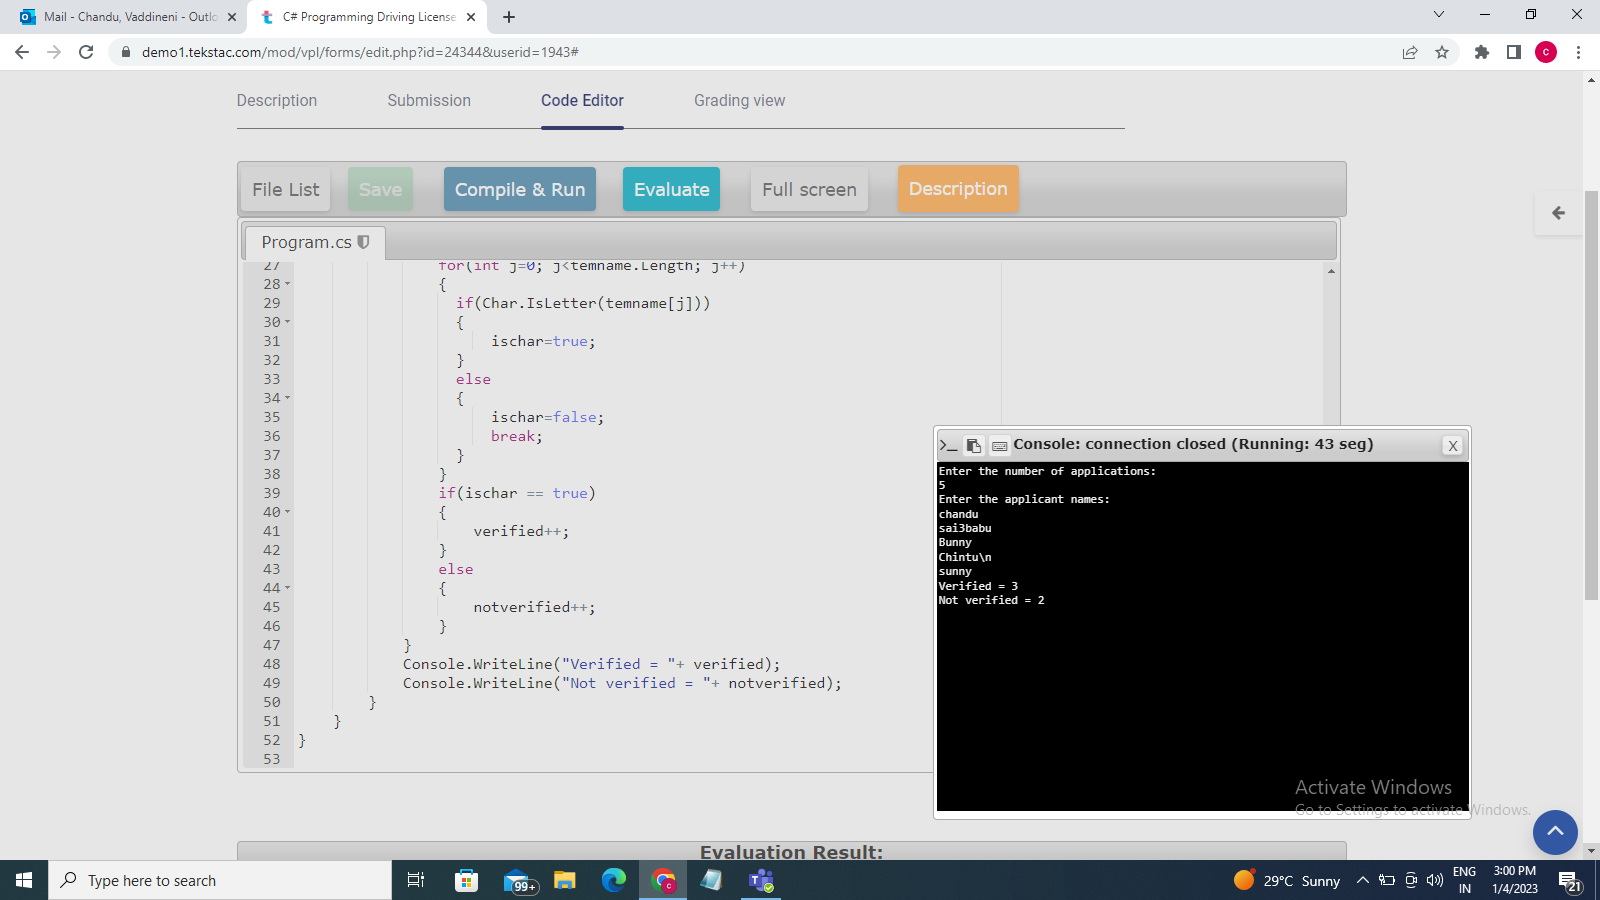 Mail - Chandu, Vaddineni - Outlo
C# Programming Driving License
demo1.tekstac.com/mod/vpl/forms/edit.php?id=24344&userid=1943#
C
Description Submission Code Editor Grading view
File List Save Compile & Run Evaluate Full screen Description
Program.cs
27 for(int j=0; j<temname.Length; j++)
28 {
29 if(Char.IsLetter(temname[j]))
30 {
31 ischar=true;
32 }
33 else
34 {
35 ischar=false;
36 break;
37 }
38 }
39 if(ischar == true)
40 {
41 verified++;
42 }
43 else
44 {
45 notverified++;
46 }
47 }
48 Console.WriteLine("Verified = "+ verified);
49 Console.WriteLine("Not verified = "+ notverified);
50 }
51 }
52 }
53
Console: connection closed (Running: 43 seg) X
Enter the number of applications:
5
Enter the applicant names:
chandu
sai3babu
Bunny
Chintu\n
sunny
Verified = 3
Not verified = 2
Activate Windows
Go to Settings to activate Windows.
Evaluation Result:
Type here to search
99+
29°C Sunny
ENG
IN
3:00 PM
1/4/2023
21